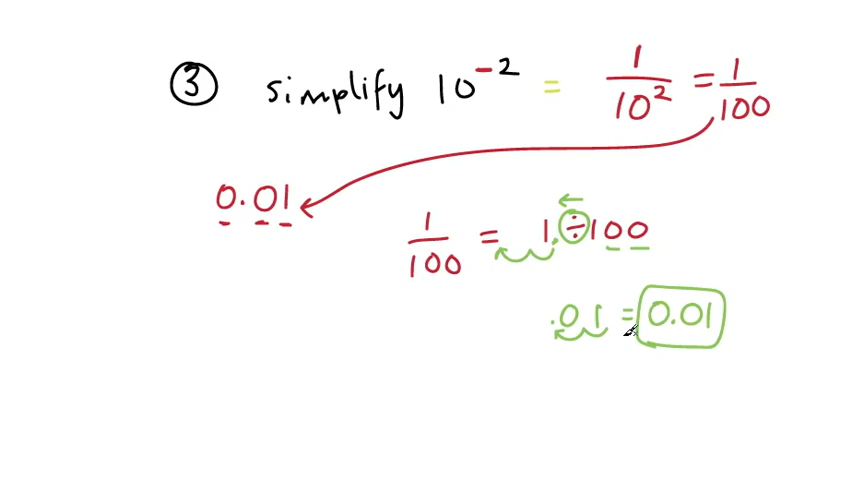 ③ simplify 10⁻² = 1/10² = 1/100
0.01
1/100 = 1. ÷ 100
.01 = 0.01